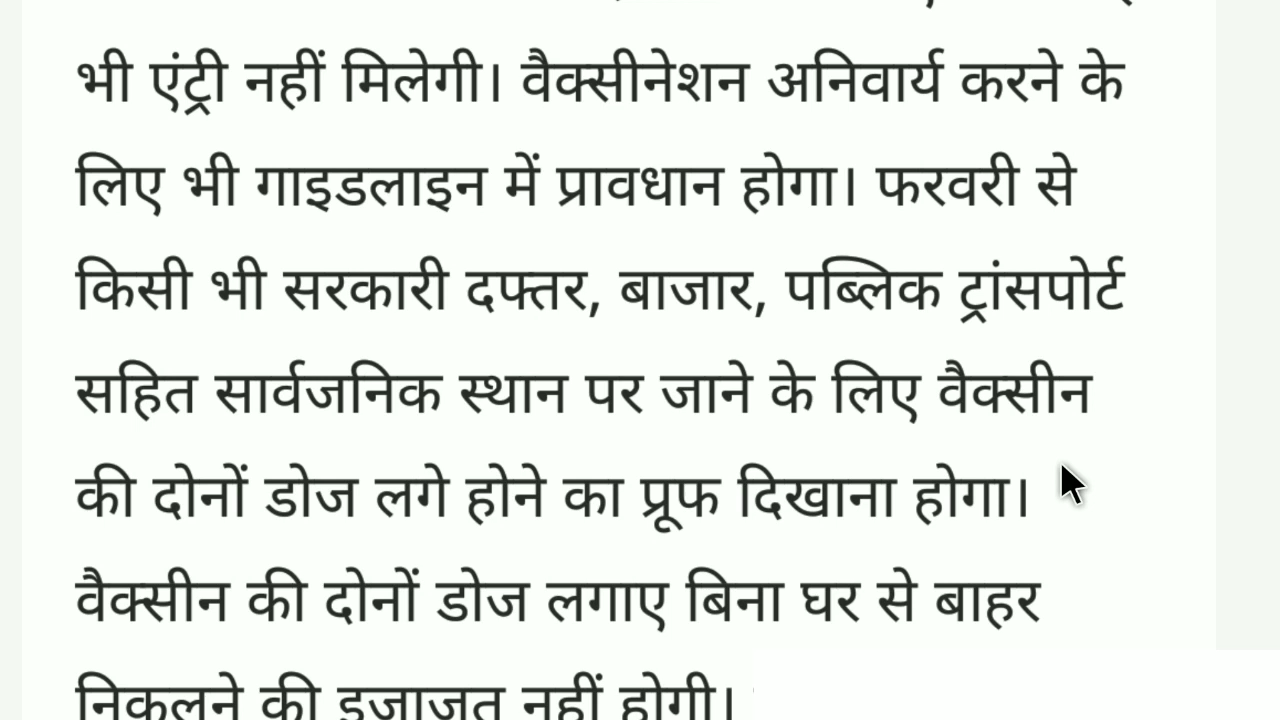 भी एंट्री नहीं मिलेगी। वैक्सीनेशन अनिवार्य करने के
लिए भी गाइडलाइन में प्रावधान होगा। फरवरी से
किसी भी सरकारी दफ्तर, बाजार, पब्लिक ट्रांसपोर्ट
सहित सार्वजनिक स्थान पर जाने के लिए वैक्सीन
की दोनों डोज लगे होने का प्रूफ दिखाना होगा।
वैक्सीन की दोनों डोज लगाए बिना घर से बाहर
निकलने की इजाजत नहीं होगी।